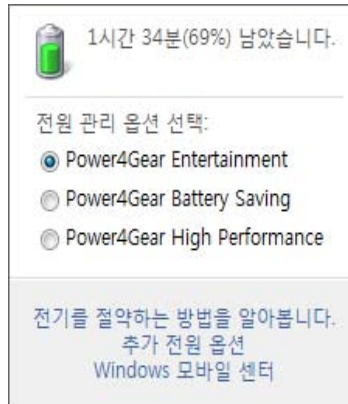 1시간 34분(69%) 남았습니다.
전원 관리 옵션 선택:
Power4Gear Entertainment
Power4Gear Battery Saving
Power4Gear High Performance
전기를 절약하는 방법을 알아봅니다.
추가 전원 옵션
Windows 모바일 센터